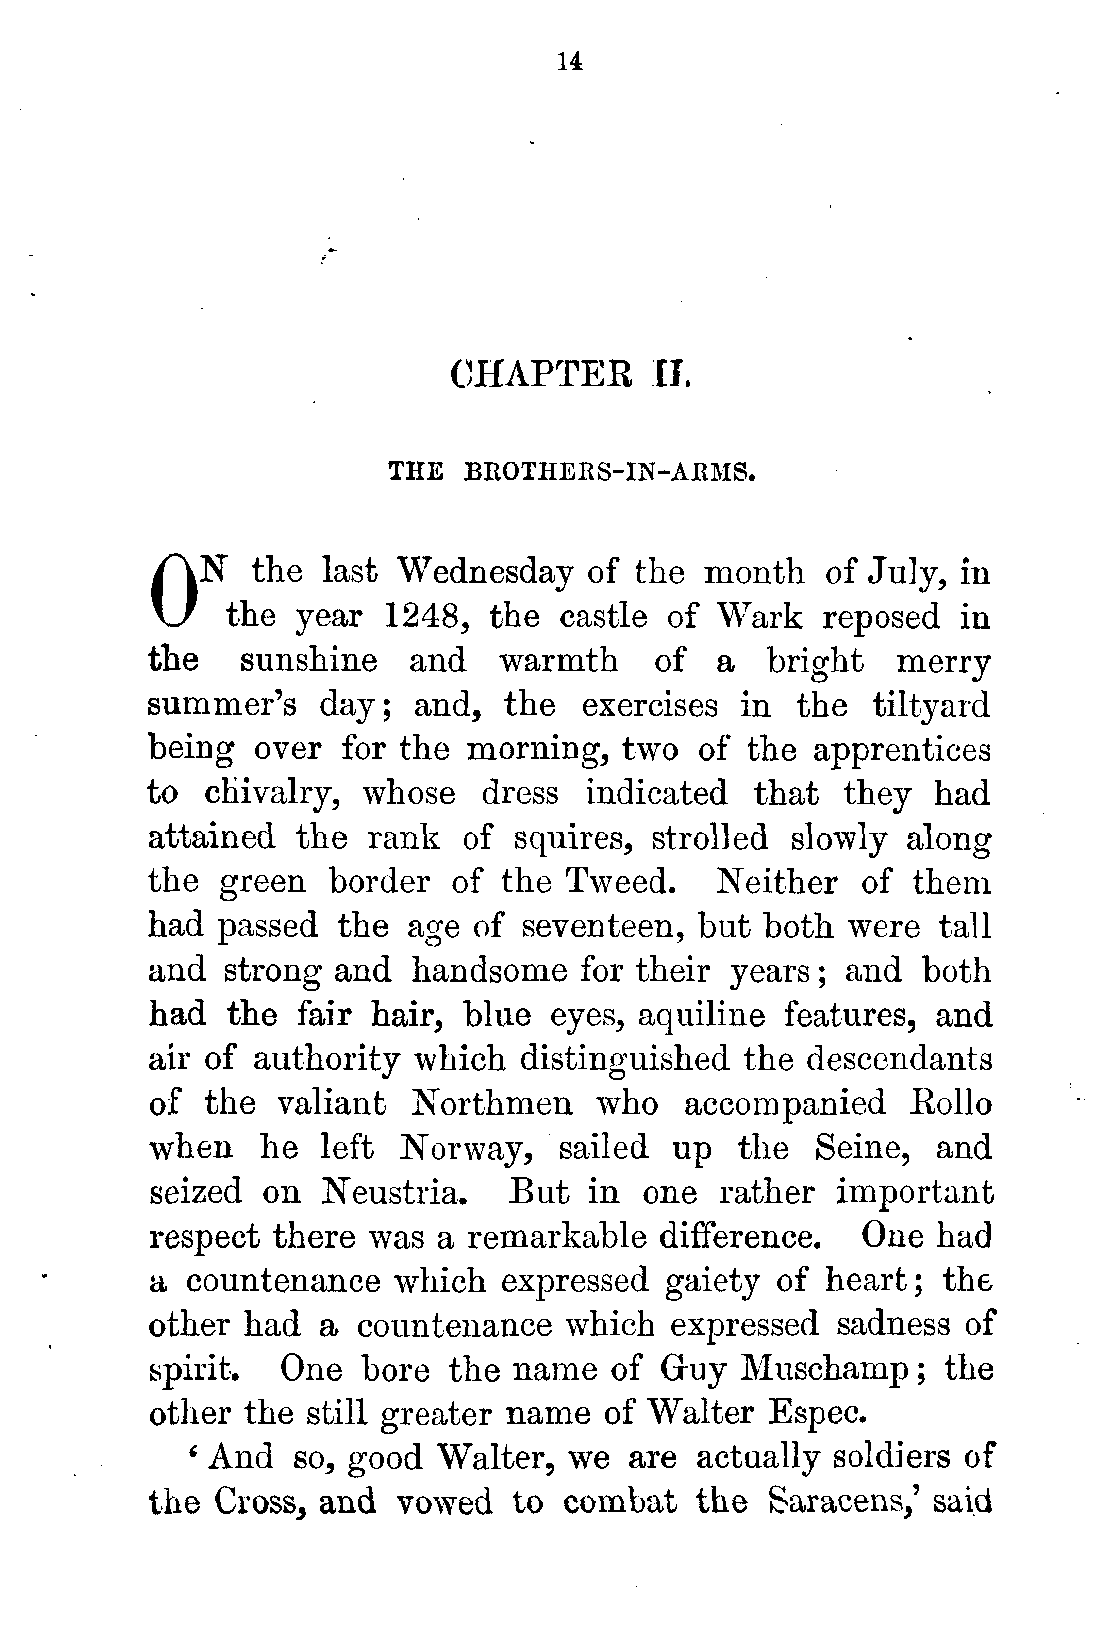 14
CHAPTER II.
THE BROTHERS-IN-ARMS.
ON the last Wednesday of the month of July, in
the year 1248, the castle of Wark reposed in
the sunshine and warmth of a bright merry
summer's day; and, the exercises in the tiltyard
being over for the morning, two of the apprentices
to chivalry, whose dress indicated that they had
attained the rank of squires, strolled slowly along
the green border of the Tweed. Neither of them
had passed the age of seventeen, but both were tall
and strong and handsome for their years; and both
had the fair hair, blue eyes, aquiline features, and
air of authority which distinguished the descendants
of the valiant Northmen who accompanied Rollo
when he left Norway, sailed up the Seine, and
seized on Neustria. But in one rather important
respect there was a remarkable difference. One had
a countenance which expressed gaiety of heart; the
other had a countenance which expressed sadness of
spirit. One bore the name of Guy Muschamp; the
other the still greater name of Walter Espec.
‘And so, good Walter, we are actually soldiers of
the Cross, and vowed to combat the Saracens,’ said